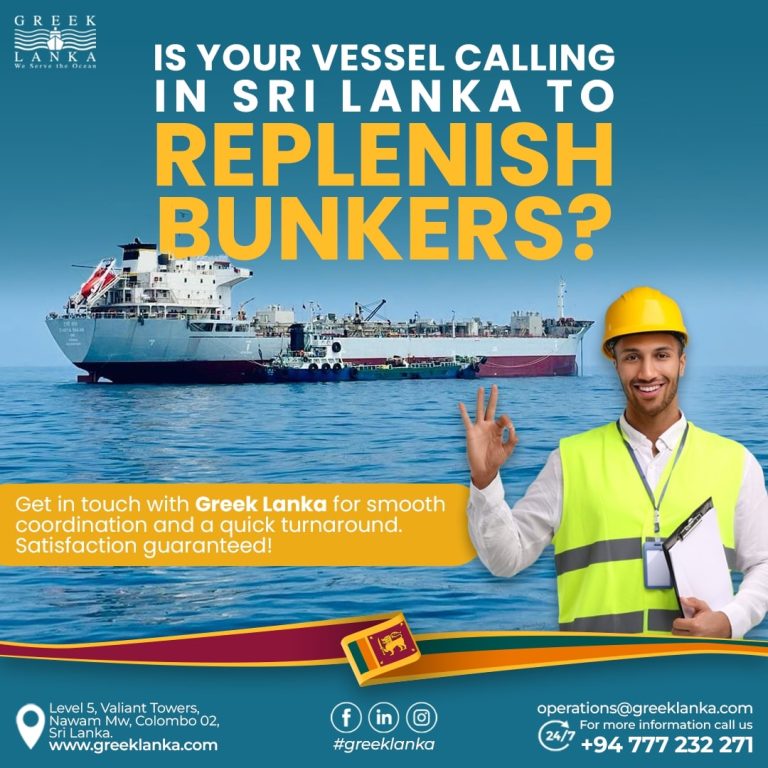 GREEK
LANKA
We Serve the Ocean
IS YOUR VESSEL CALLING
IN SRI LANKA TO
REPLENISH
BUNKERS?
Get in touch with Greek Lanka for smooth
coordination and a quick turnaround.
Satisfaction guaranteed!
Level 5, Valiant Towers,
Nawam Mw, Colombo 02,
Sri Lanka.
www.greeklanka.com
#greeklanka
operations@greeklanka.com
24/7
For more information call us
+94 777 232 271